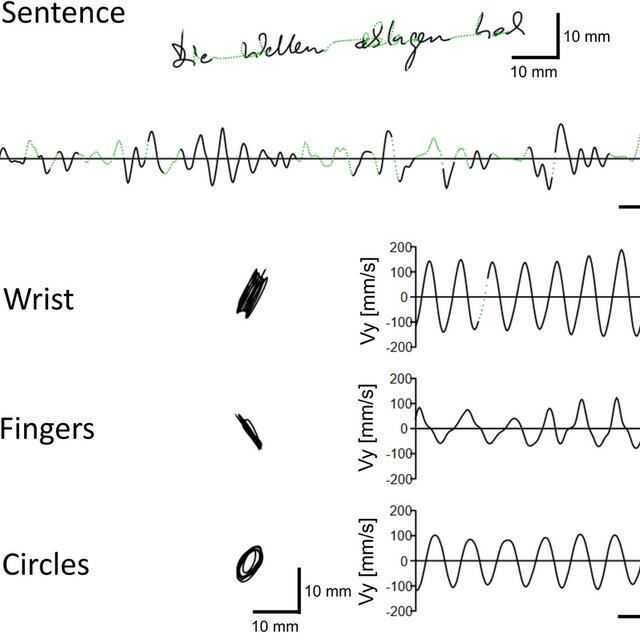 Sentence
Die Wellen schlagen hoch
10 mm
10 mm
Wrist
Vy [mm/s]
200
100
0
-100
-200
Fingers
Vy [mm/s]
200
100
0
-100
-200
Circles
10 mm
10 mm
Vy [mm/s]
200
100
0
-100
-200